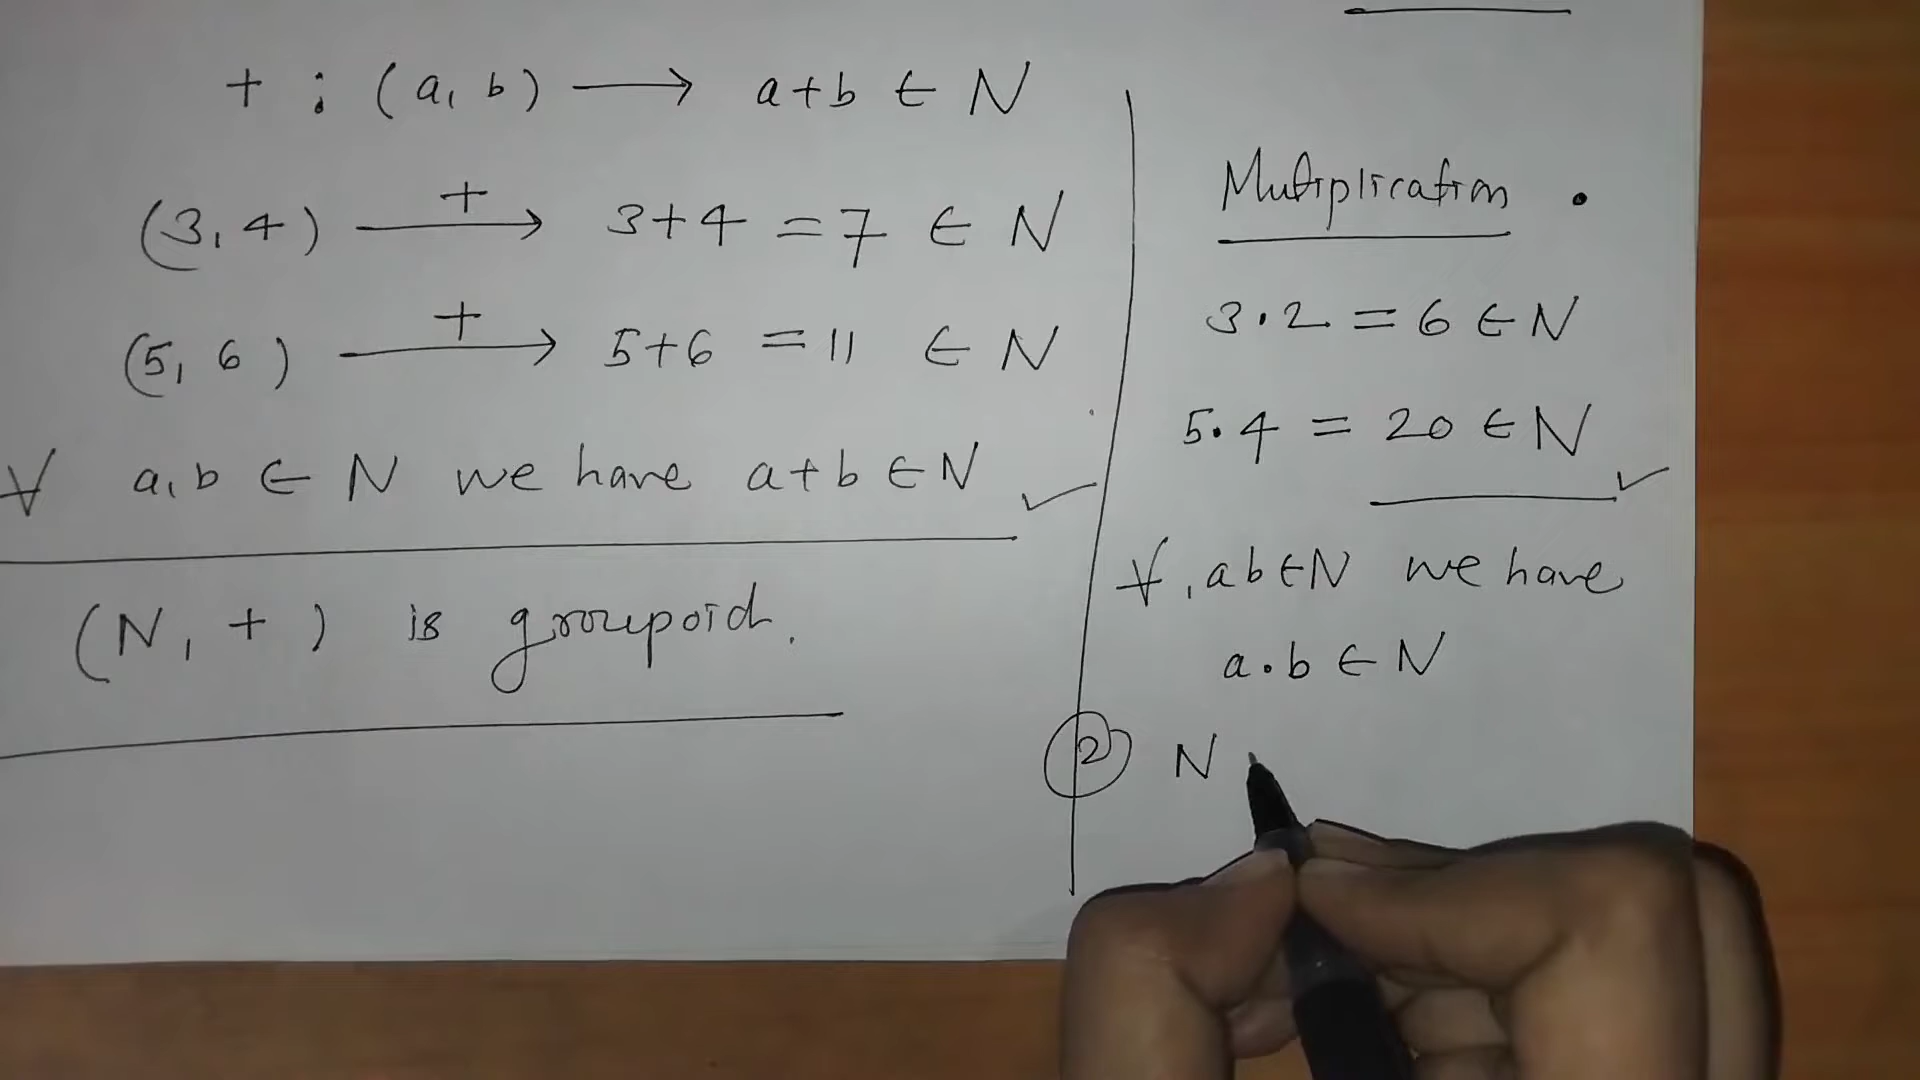 + : (a, b) ⟶ a+b ∈ N
(3, 4) ⟶ + 3+4 = 7 ∈ N
(5, 6) ⟶ + 5+6 = 11 ∈ N
∀ a, b ∈ N we have a+b ∈ N ✓
(N, +) is groupoid.
Multiplication •
3.2 = 6 ∈ N
5.4 = 20 ∈ N ✓
∀, ab ∈ N we have
a.b ∈ N
② N